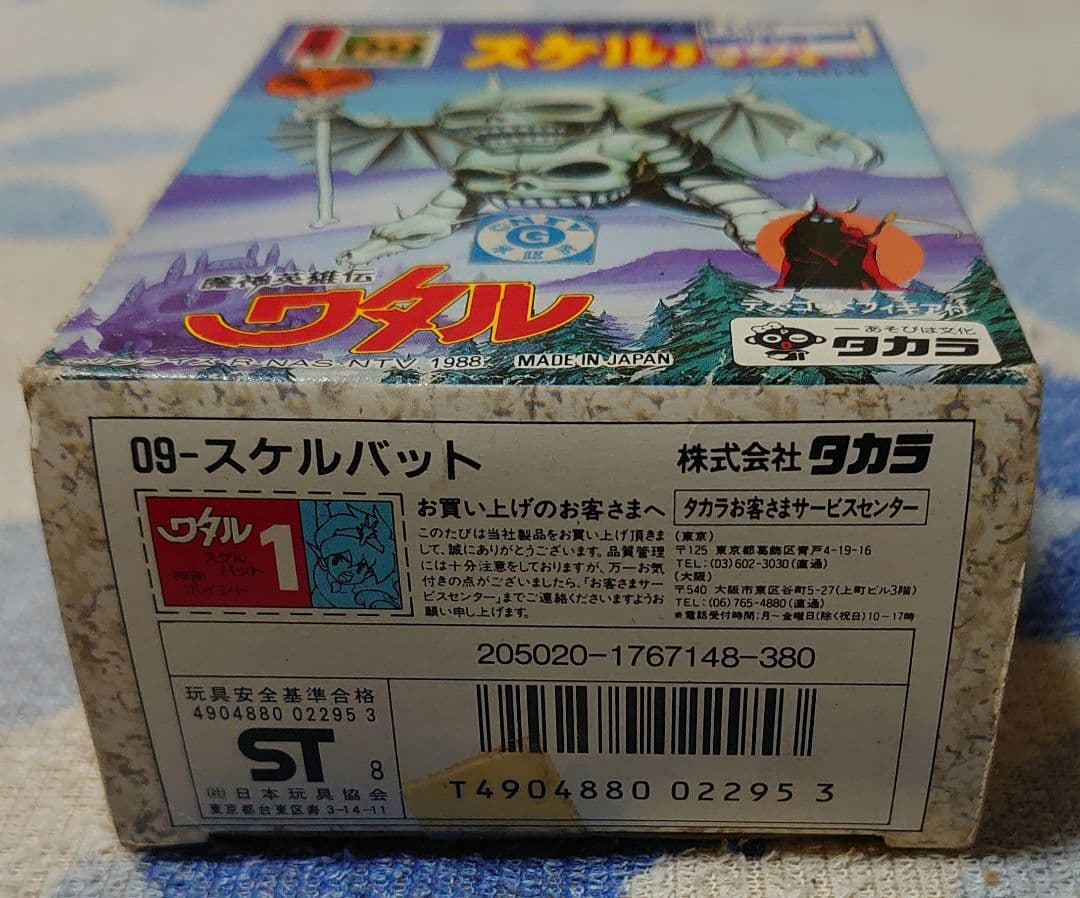 09
スケル
G
魔神英雄伝
ワタル
R・NAS・NTV 1988 MADE IN JAPAN
フィギュア付
あそびは文化
タカラ
09-スケルバット
株式会社 タカラ
ワタル
スケル
バット
ポイント
1
お買い上げのお客さまへ
このたびは当社製品をお買い上げ頂きま
して、誠にありがとうございます。品質管理
には十分注意をしておりますが、万一お気
付きの点がございましたら、「お客さまサー
ビスセンター」までご連絡くださいますようお
願い申し上げます。
タカラお客さまサービスセンター
(東京)
〒125 東京都葛飾区青戸4-19-16
TEL:(03)602-3030(直通)
(大阪)
〒540 大阪市東区谷町5-27(上町ビル3階)
TEL:(06)765-4880(直通)
※電話受付時間:月~金曜日(除く祝日)10-17時
205020-1767148-380
玩具安全基準合格
4904880 02295 3
ST 8
(社)日本玩具協会
東京都台東区寿 3-14-11
T4904880 02295 3